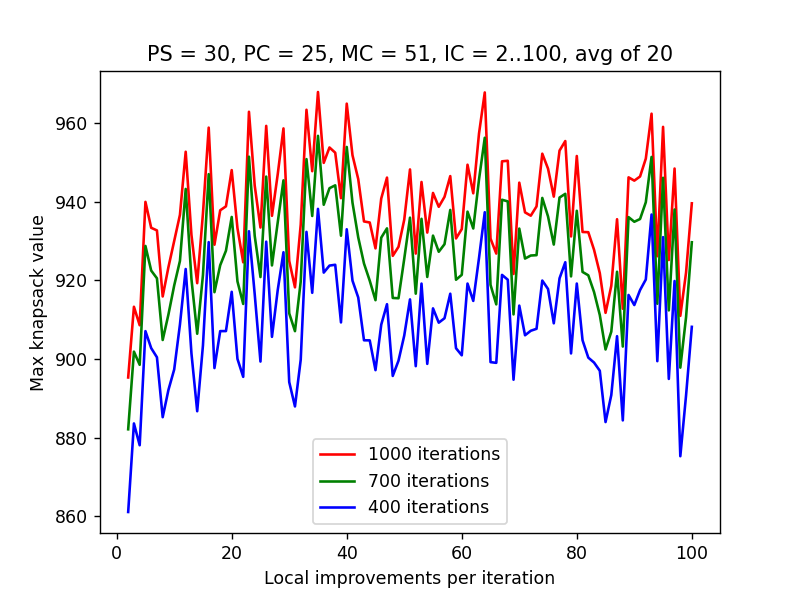 PS = 30, PC = 25, MC = 51, IC = 2..100, avg of 20
Max knapsack value
960
940
920
900
880
860
1000 iterations
700 iterations
400 iterations
0 20 40 60 80 100
Local improvements per iteration